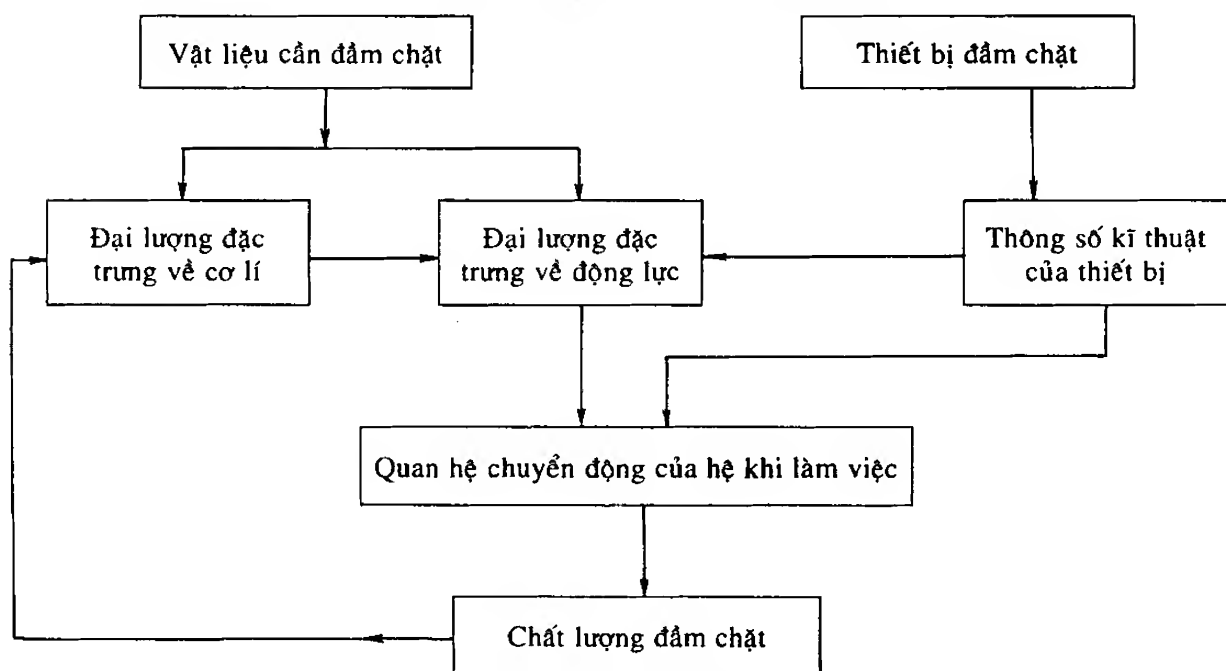 Vật liệu cần đầm chặt
Thiết bị đầm chặt
Đại lượng đặc
trưng về cơ lí
Đại lượng đặc
trưng về động lực
Thông số kĩ thuật
của thiết bị
Quan hệ chuyển động của hệ khi làm việc
Chất lượng đầm chặt